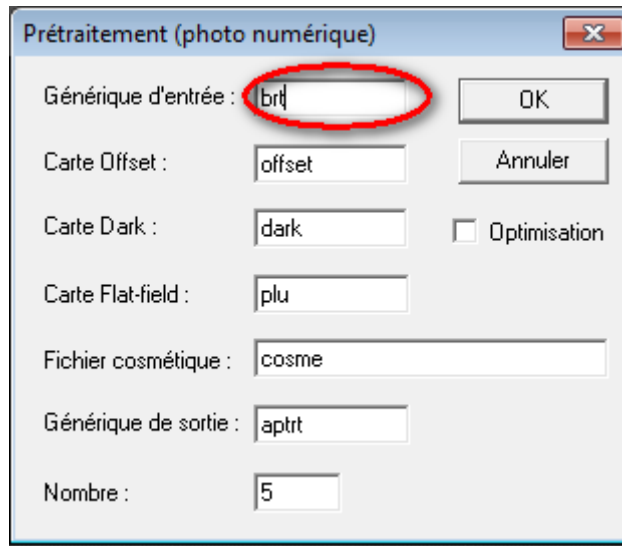 Prétraitement (photo numérique)
Générique d'entrée : brt
OK
Carte Offset : offset
Annuler
Carte Dark : dark
Optimisation
Carte Flat-field : plu
Fichier cosmétique : cosme
Générique de sortie : aptrt
Nombre : 5